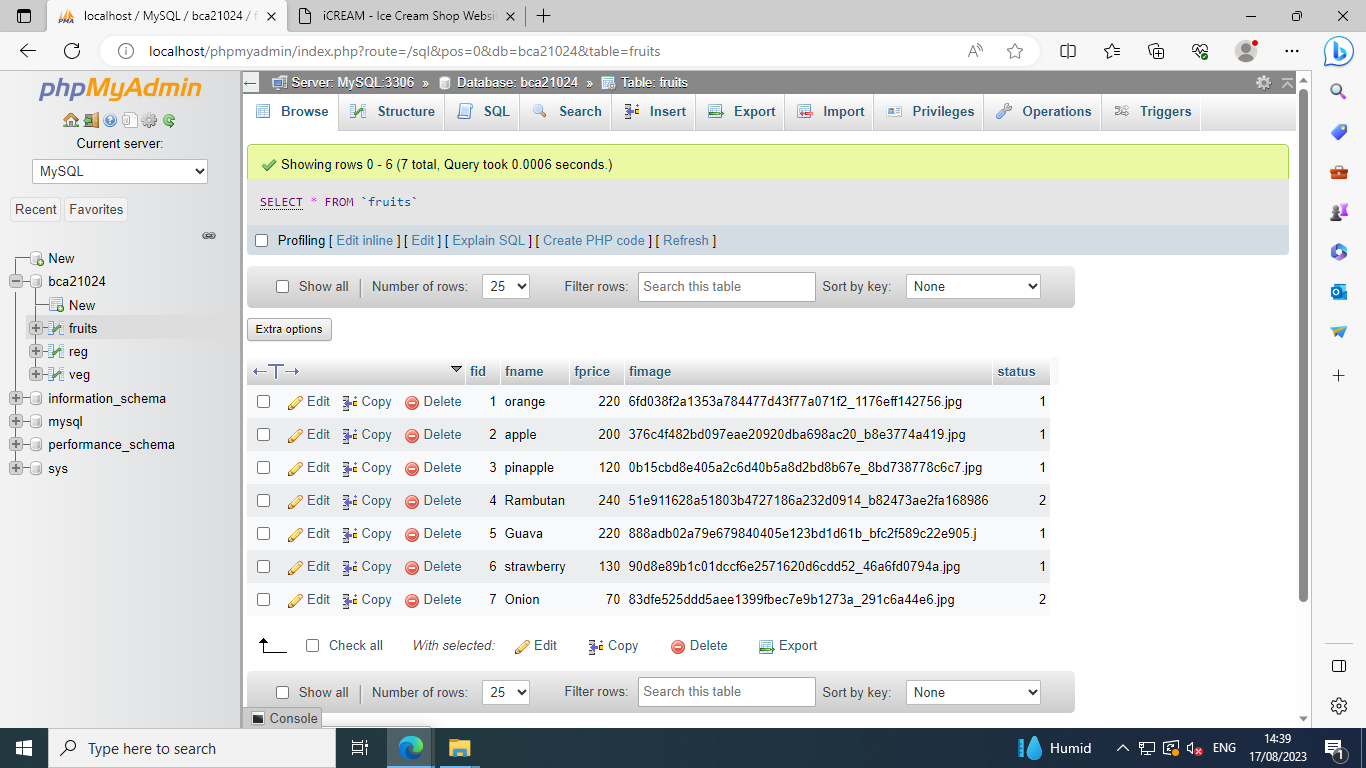 localhost / MySQL / bca21024 / f
iCREAM - Ice Cream Shop Websi
localhost/phpmyadmin/index.php?route=/sql&pos=0&db=bca21024&table=fruits
phpMyAdmin
Current server:
MySQL
Recent Favorites
New
bca21024
New
fruits
reg
veg
information_schema
mysql
performance_schema
sys
Server: MySQL:3306 » Database: bca21024 » Table: fruits
Browse Structure SQL Search Insert Export Import Privileges Operations Triggers
Showing rows 0 - 6 (7 total, Query took 0.0006 seconds.)
SELECT * FROM `fruits`
Profiling [ Edit inline ] [ Edit ] [ Explain SQL ] [ Create PHP code ] [ Refresh ]
Show all Number of rows: 25 Filter rows: Search this table Sort by key: None
Extra options
fid fname fprice fimage status
Edit Copy Delete 1 orange 220 6fd038f2a1353a784477d43f77a071f2_1176eff142756.jpg 1
Edit Copy Delete 2 apple 200 376c4f482bd097eae20920dba698ac20_b8e3774a419.jpg 1
Edit Copy Delete 3 pinapple 120 0b15cbd8e405a2c6d40b5a8d2bd8b67e_8bd738778c6c7.jpg 1
Edit Copy Delete 4 Rambutan 240 51e911628a51803b4727186a232d0914_b82473ae2fa168986 2
Edit Copy Delete 5 Guava 220 888adb02a79e679840405e123bd1d61b_bfc2f589c22e905.j 1
Edit Copy Delete 6 strawberry 130 90d8e89b1c01dccf6e2571620d6cdd52_46a6fd0794a.jpg 1
Edit Copy Delete 7 Onion 70 83dfe525ddd5aee1399fbec7e9b1273a_291c6a44e6.jpg 2
Check all With selected: Edit Copy Delete Export
Show all Number of rows: 25 Filter rows: Search this table Sort by key: None
Console
Type here to search
Humid
ENG
14:39
17/08/2023
1